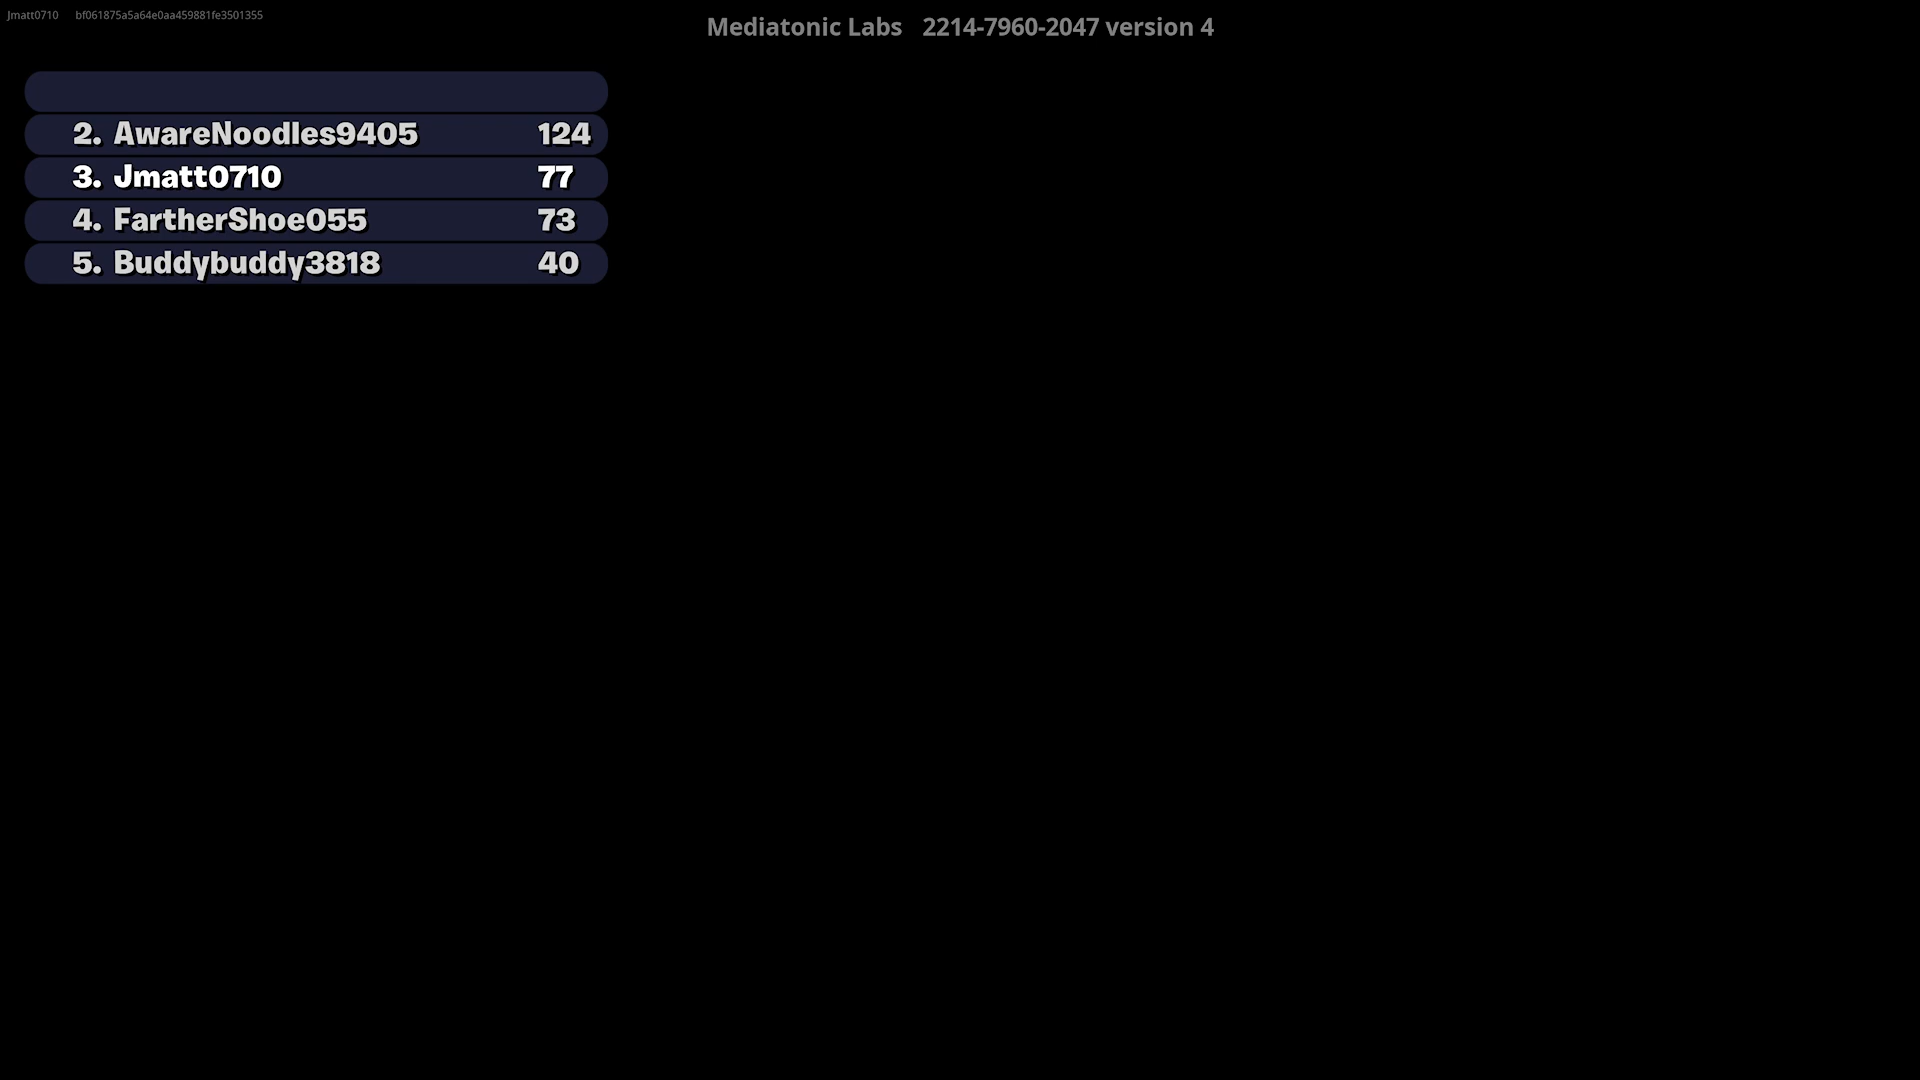 Jmatt0710 bf061875a5a64e0aa459881fe3501355
Mediatonic Labs 2214-7960-2047 version 4
2. AwareNoodles9405 124
3. Jmatt0710 77
4. FartherShoe055 73
5. Buddybuddy3818 40